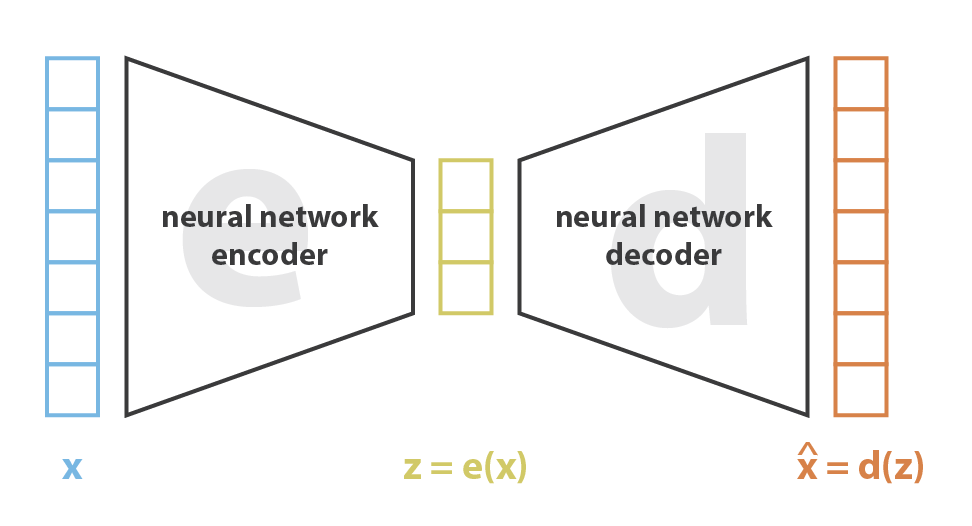 e
neural network
encoder
d
neural network
decoder
x
z = e(x)
x̂ = d(z)